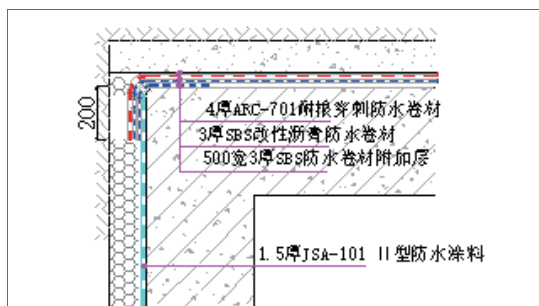 4厚ARC-701耐根穿刺防水卷材
3厚SBS改性沥青防水卷材
500宽3厚SBS防水卷材附加层
200
1.5厚JSA-101 II型防水涂料